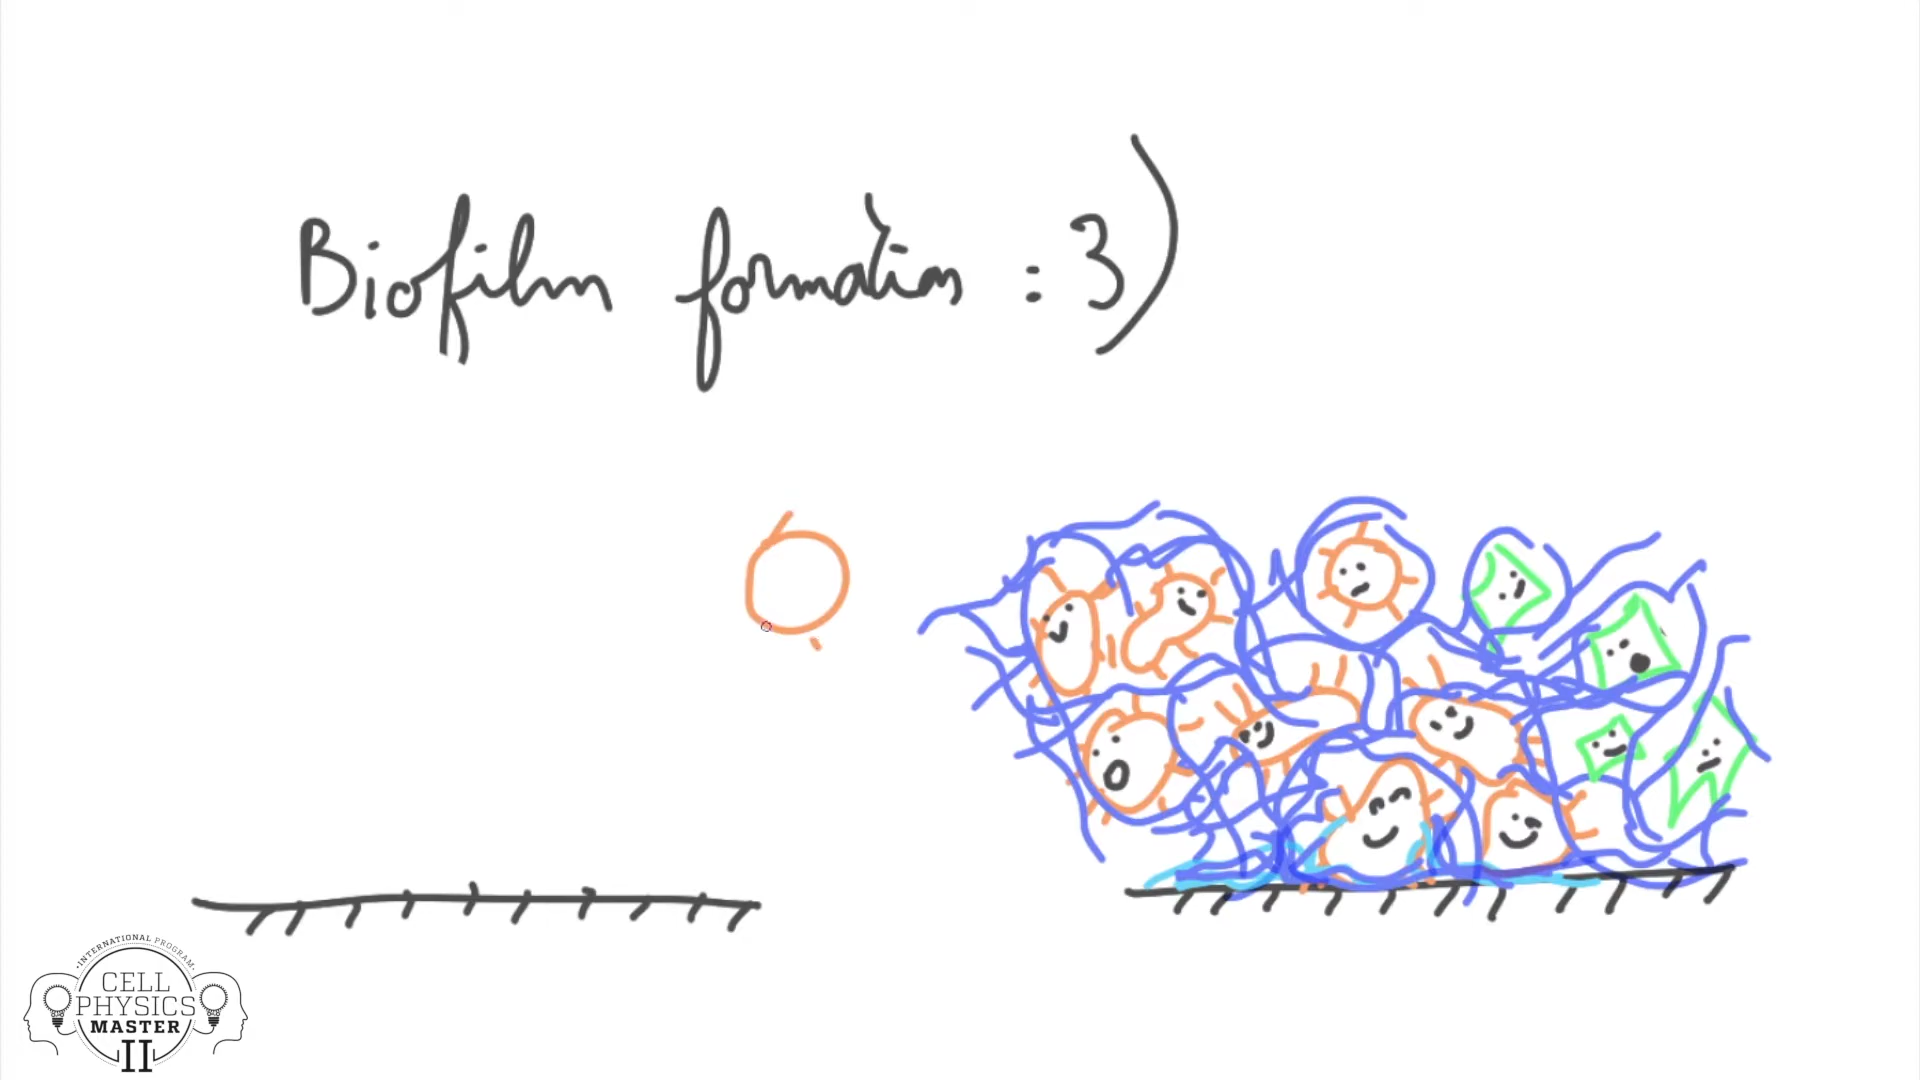 Biofilm formation : 3)
·INTERNATIONAL PROGRAM·
CELL
PHYSICS
MASTER
II